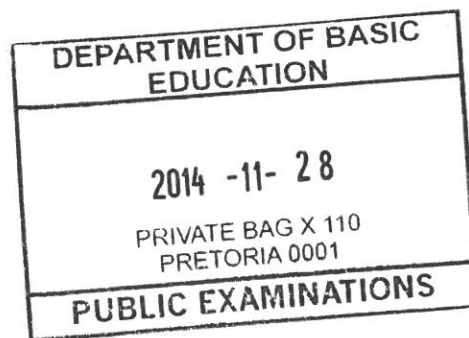 DEPARTMENT OF BASIC
EDUCATION
2014 -11- 28
PRIVATE BAG X 110
PRETORIA 0001
PUBLIC EXAMINATIONS